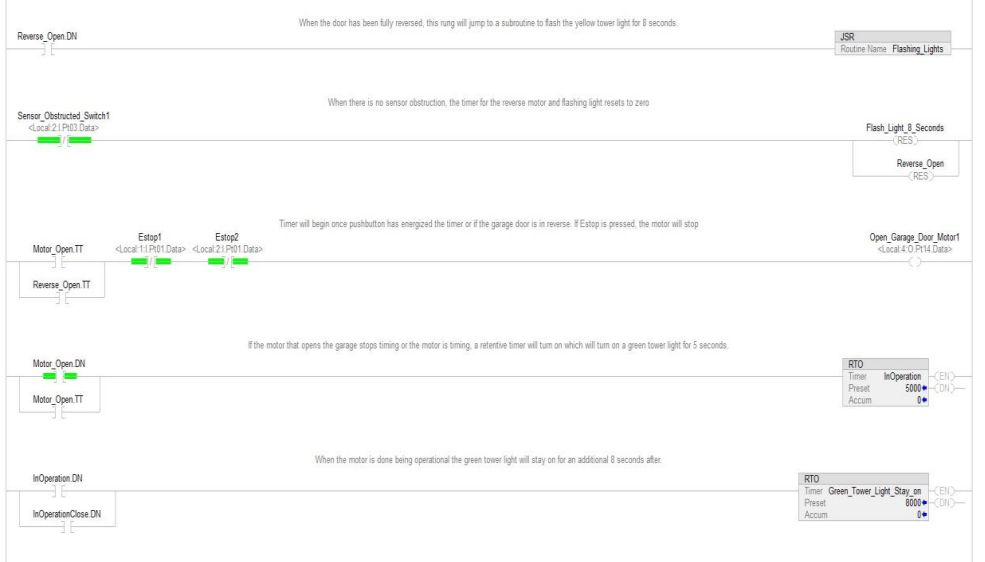 When the door has been fully reversed, this rung will jump to a subroutine to flash the yellow tower light for 8 seconds.
Reverse_Open.DN
JSR
Routine Name Flashing_Lights
When there is no sensor obstruction, the timer for the reverse motor and flashing light resets to zero
Sensor_Obstructed_Switch1
<Local:2:I.Pt03.Data>
Flash_Light_8_Seconds
RES
Reverse_Open
RES
Timer will begin once pushbutton has energized the timer or if the garage door is in reverse. If Estop is pressed, the motor will stop
Motor_Open.TT
Estop1
<Local:1:I.Pt01.Data>
Estop2
<Local:2:I.Pt01.Data>
Open_Garage_Door_Motor1
<Local:4:O.Pt14.Data>
Reverse_Open.TT
If the motor that opens the garage stops timing or the motor is timing, a retentive timer will turn on which will turn on a green tower light for 5 seconds.
Motor_Open.DN
RTO
Timer InOperation
Preset 5000
Accum 0
EN
DN
Motor_Open.TT
When the motor is done being operational the green tower light will stay on for an additional 8 seconds after.
InOperation.DN
RTO
Timer Green_Tower_Light_Stay_on
Preset 8000
Accum 0
EN
DN
InOperationClose.DN